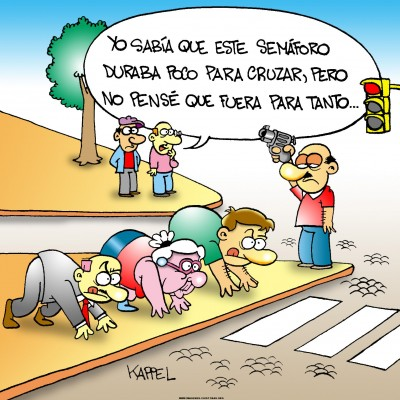 YO SABÍA QUE ESTE SEMÁFORO
DURABA POCO PARA CRUZAR, PERO
NO PENSÉ QUE FUERA PARA TANTO...
KAPPEL